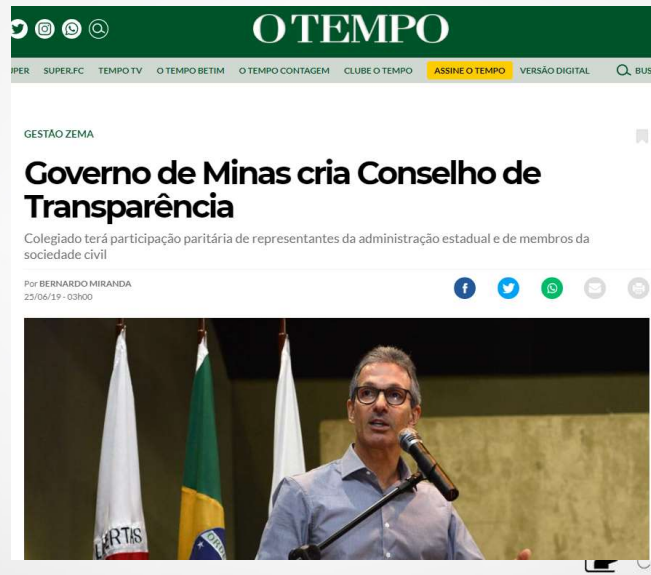 O TEMPO
SUPER.FC TEMPO TV O TEMPO BETIM O TEMPO CONTAGEM CLUBE O TEMPO ASSINE O TEMPO VERSÃO DIGITAL
GESTÃO ZEMA
Governo de Minas cria Conselho de
Transparência
Colegiado terá participação paritária de representantes da administração estadual e de membros da
sociedade civil
Por BERNARDO MIRANDA
25/06/19 - 03h00